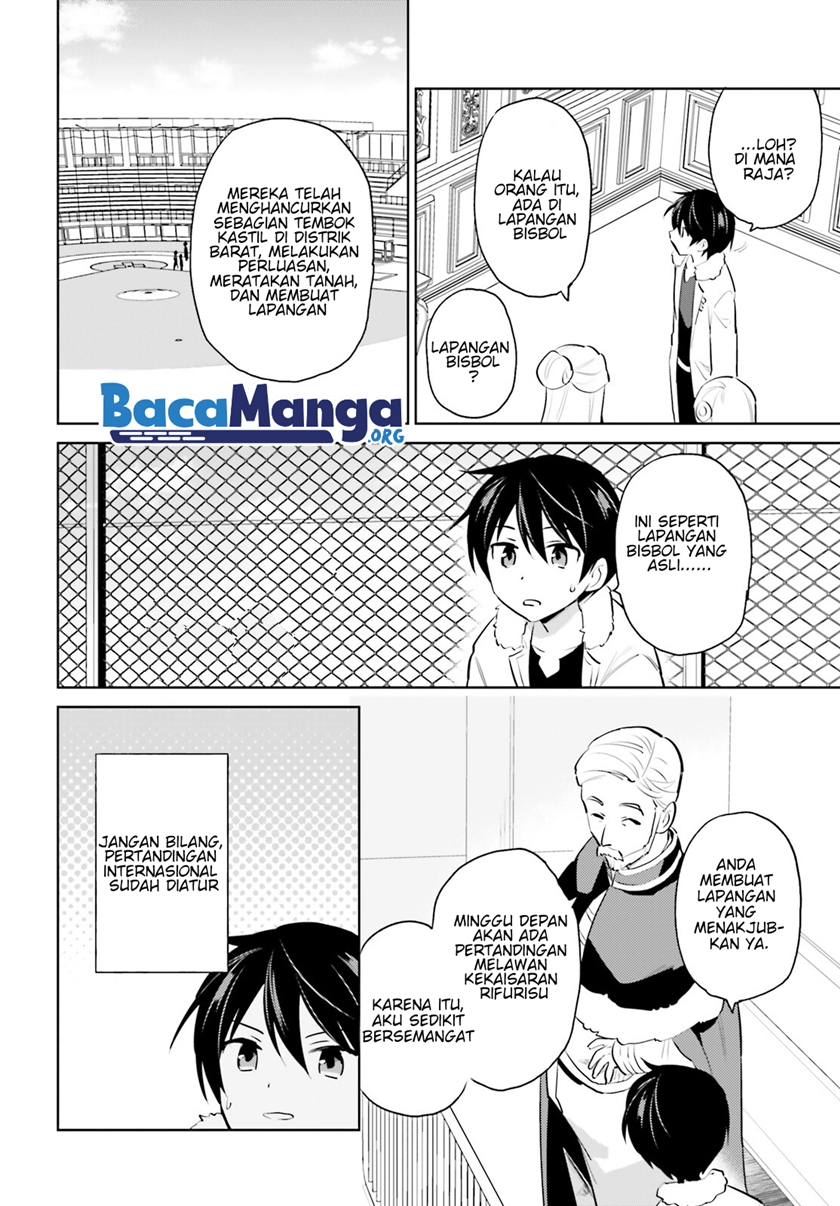 ...LOH?
DI MANA
RAJA?
KALAU
ORANG ITU,
ADA DI
LAPANGAN
BISBOL
LAPANGAN
BISBOL
?
MEREKA TELAH
MENGHANCURKAN
SEBAGIAN TEMBOK
KASTIL DI DISTRIK
BARAT, MELAKUKAN
PERLUASAN,
MERATAKAN TANAH,
DAN MEMBUAT
LAPANGAN
BacaManga
.ORG
INI SEPERTI
LAPANGAN
BISBOL YANG
ASLI......
ANDA
MEMBUAT
LAPANGAN
YANG
MENAKJUB-
KAN YA.
MINGGU DEPAN
AKAN ADA
PERTANDINGAN
MELAWAN
KEKAISARAN
RIFURISU
KARENA ITU,
AKU SEDIKIT
BERSEMANGAT
JANGAN BILANG,
PERTANDINGAN
INTERNASIONAL
SUDAH DIATUR